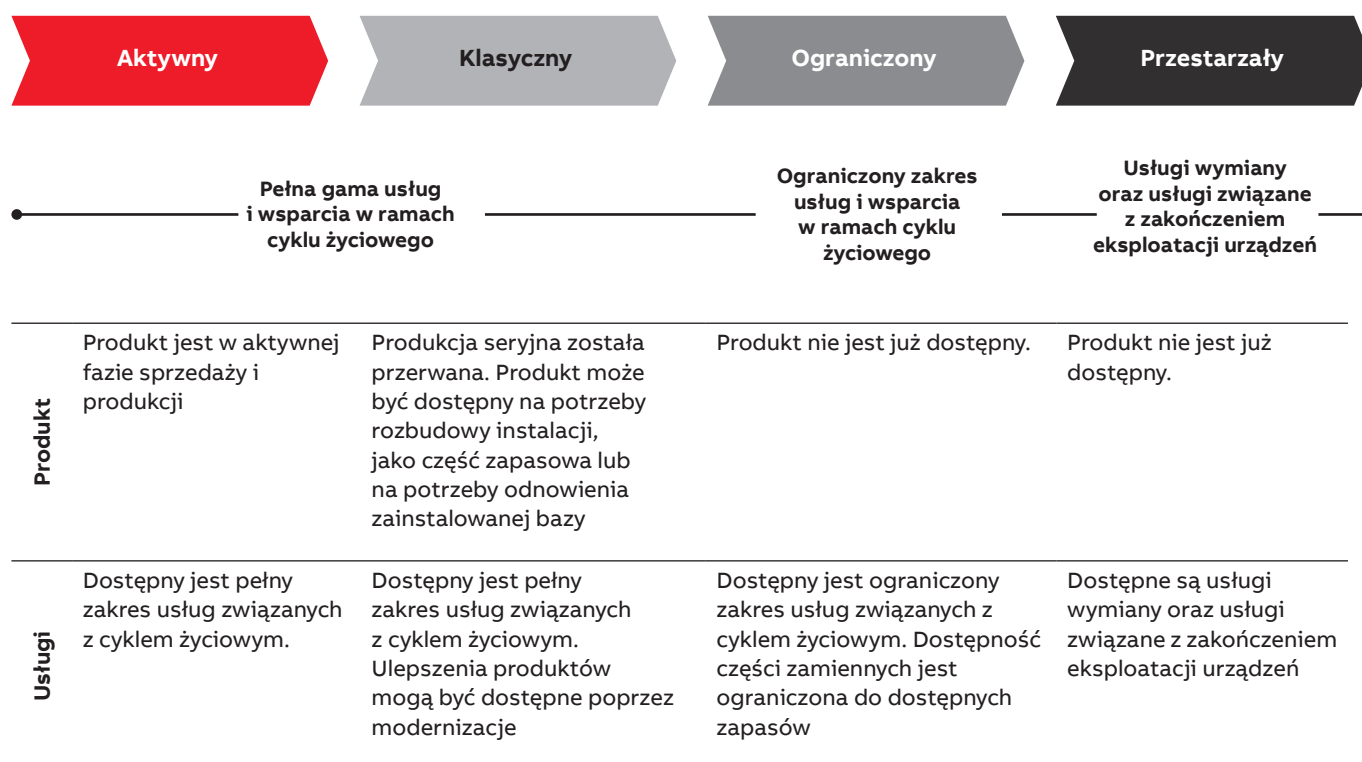 Aktywny
Klasyczny
Ograniczony
Przestarzały
Pełna gama usług
i wsparcia w ramach
cyklu życiowego
Ograniczony zakres
usług i wsparcia
w ramach cyklu
życiowego
Usługi wymiany
oraz usługi związane
z zakończeniem
eksploatacji urządzeń
Produkt
Produkt jest w aktywnej
fazie sprzedaży i
produkcji
Produkcja seryjna została
przerwana. Produkt może
być dostępny na potrzeby
rozbudowy instalacji,
jako część zapasowa lub
na potrzeby odnowienia
zainstalowanej bazy
Produkt nie jest już dostępny.
Produkt nie jest już
dostępny.
Usługi
Dostępny jest pełny
zakres usług związanych
z cyklem życiowym.
Dostępny jest pełny
zakres usług związanych
z cyklem życiowym.
Ulepszenia produktów
mogą być dostępne poprzez
modernizacje
Dostępny jest ograniczony
zakres usług związanych z
cyklem życiowym. Dostępność
części zamiennych jest
ograniczona do dostępnych
zapasów
Dostępne są usługi
wymiany oraz usługi
związane z zakończeniem
eksploatacji urządzeń